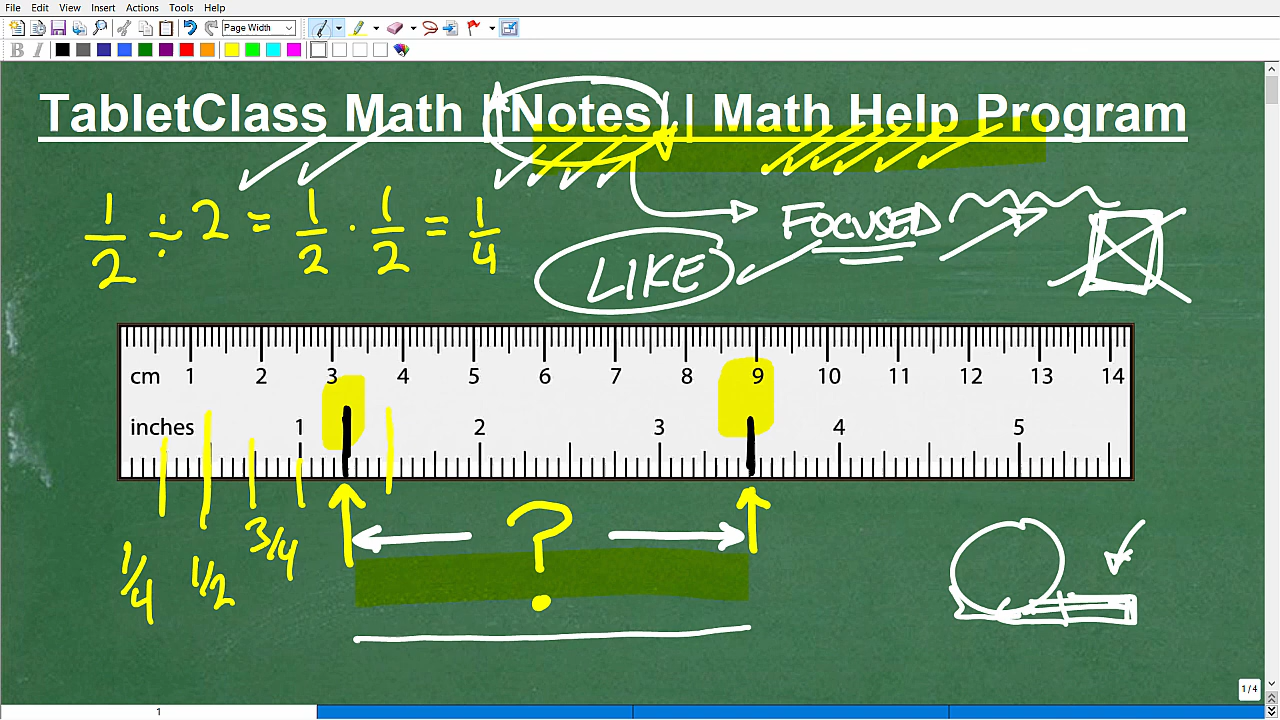 File Edit View Insert Actions Tools Help
Page Width
B I
TabletClass Math | Notes | Math Help Program
1/2 ÷ 2 = 1/2 · 1/2 = 1/4
FOCUSED
LIKE
cm 1 2 3 4 5 6 7 8 9 10 11 12 13 14
inches 1 2 3 4 5
1/4 1/2 3/4
?
1/4
1